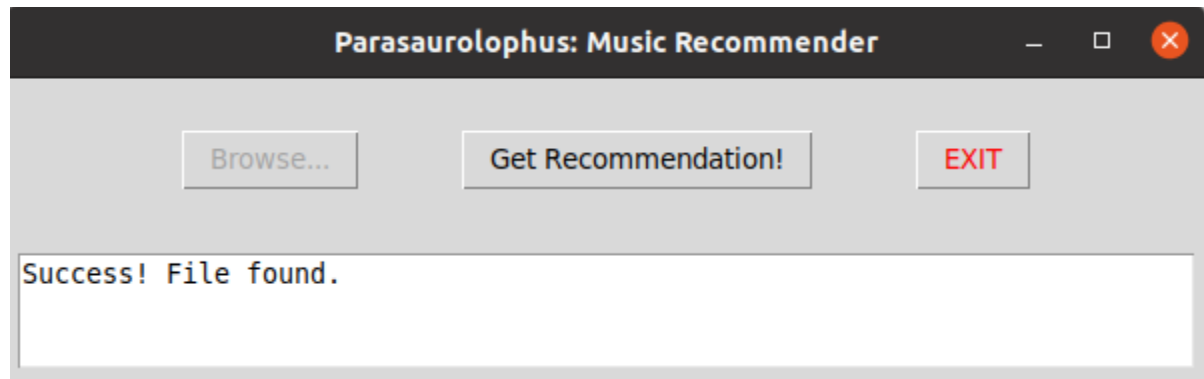 Parasaurolophus: Music Recommender
Browse... Get Recommendation! EXIT
Success! File found.